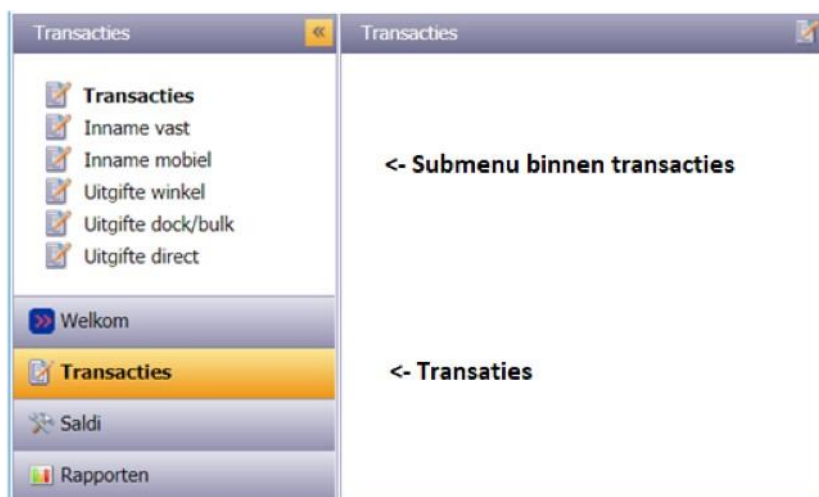 Transacties
Transacties
Transacties
Inname vast
Inname mobiel
Uitgifte winkel
Uitgifte dock/bulk
Uitgifte direct
<- Submenu binnen transacties
Welkom
Transacties
<- Transaties
Saldi
Rapporten